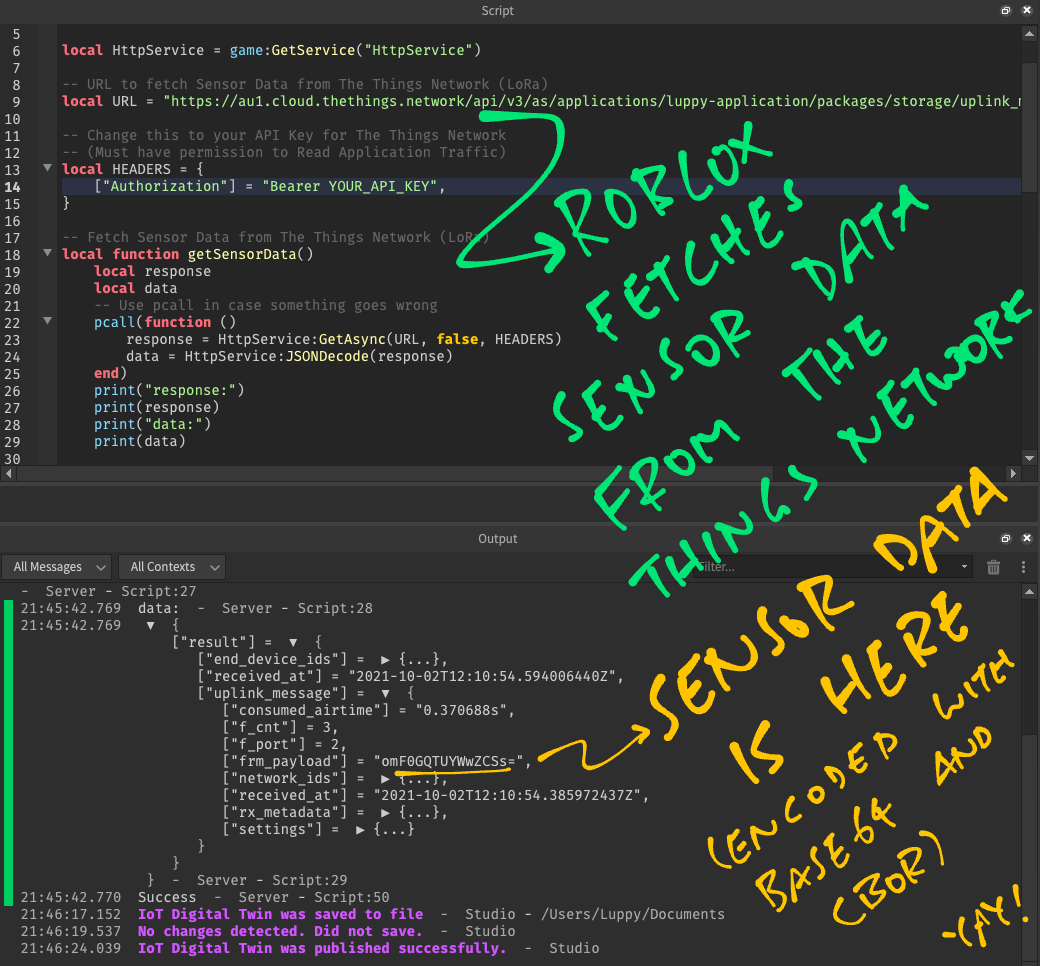 Script
5
6 local HttpService = game:GetService("HttpService")
7
8 -- URL to fetch Sensor Data from The Things Network (LoRa)
9 local URL = "https://au1.cloud.thethings.network/api/v3/as/applications/luppy-application/packages/storage/uplink_m
10
11 -- Change this to your API Key for The Things Network
12 -- (Must have permission to Read Application Traffic)
13 local HEADERS = {
14 ["Authorization"] = "Bearer YOUR_API_KEY",
15 }
16
17 -- Fetch Sensor Data from The Things Network (LoRa)
18 local function getSensorData()
19 local response
20 local data
21 -- Use pcall in case something goes wrong
22 pcall(function ()
23 response = HttpService:GetAsync(URL, false, HEADERS)
24 data = HttpService:JSONDecode(response)
25 end)
26 print("response:")
27 print(response)
28 print("data:")
29 print(data)
30
ROBLOX
FETCHES
SENSOR DATA
FROM THE
THINGS NETWORK
Output
All Messages All Contexts Filter...
- Server - Script:27
21:45:42.769 data: - Server - Script:28
21:45:42.769 ▼ {
["result"] = ▼ {
["end_device_ids"] = ▶ {...},
["received_at"] = "2021-10-02T12:10:54.594006440Z",
["uplink_message"] = ▼ {
["consumed_airtime"] = "0.370688s",
["f_cnt"] = 3,
["f_port"] = 2,
["frm_payload"] = "omF0GQTUYWwZCSs=",
["network_ids"] = ▶ {...},
["received_at"] = "2021-10-02T12:10:54.385972437Z",
["rx_metadata"] = ▶ {...},
["settings"] = ▶ {...}
}
}
} - Server - Script:29
21:45:42.770 Success - Server - Script:50
21:46:17.152 IoT Digital Twin was saved to file - Studio - /Users/Luppy/Documents
21:46:19.537 No changes detected. Did not save. - Studio
21:46:24.039 IoT Digital Twin was published successfully. - Studio
SENSOR DATA
IS HERE
(ENCODED WITH
BASE64 AND
CBOR)